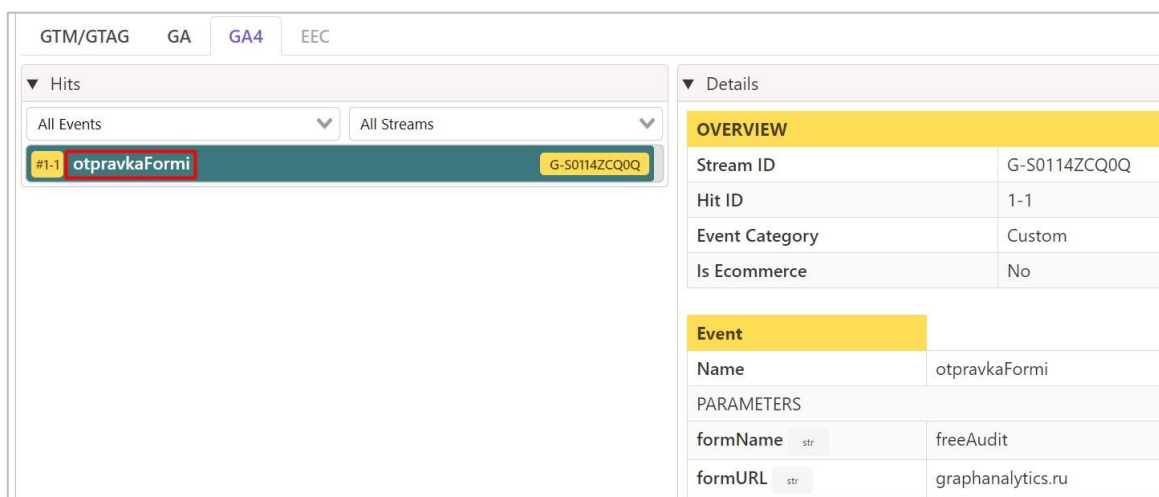 GTM/GTAG GA GA4 EEC
▼ Hits
All Events All Streams
#1-1 otpravkaFormi G-S0114ZCQ0Q
▼ Details
OVERVIEW
Stream ID G-S0114ZCQ0Q
Hit ID 1-1
Event Category Custom
Is Ecommerce No
Event
Name otpravkaFormi
PARAMETERS
formName str freeAudit
formURL str graphanalytics.ru